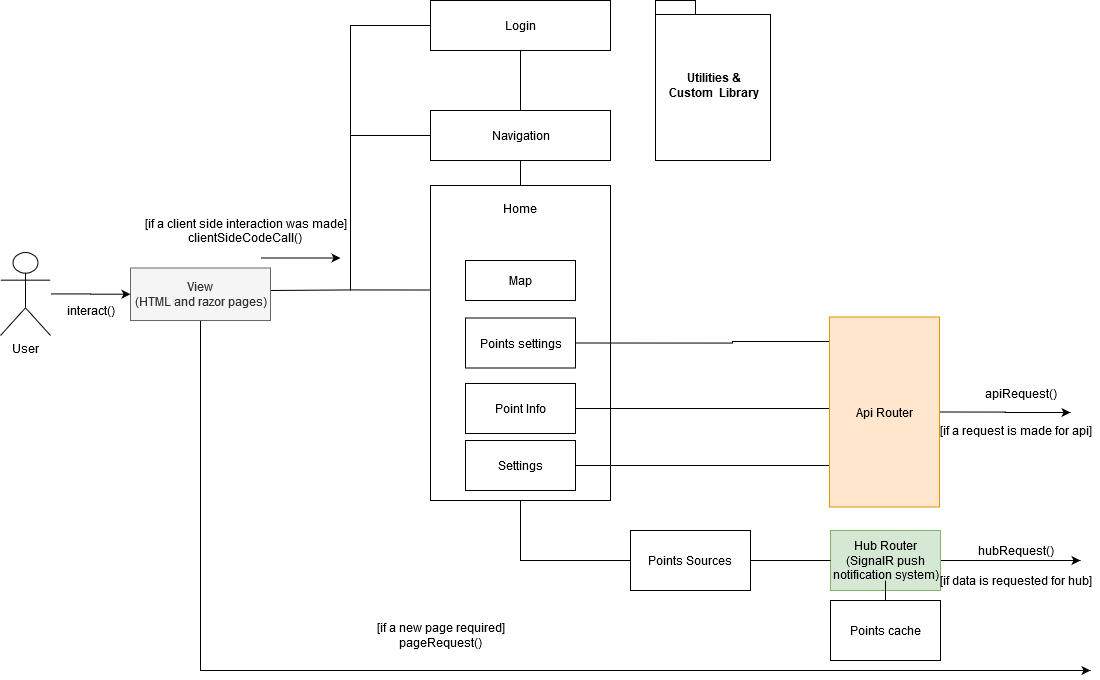 Login
Utilities &
Custom Library
Navigation
Home
[if a client side interaction was made]
clientSideCodeCall()
Map
View
(HTML and razor pages)
interact()
User
Points settings
Point Info
Api Router
apiRequest()
[if a request is made for api]
Settings
Points Sources
Hub Router
(SignalR push
notification system)
hubRequest()
[if data is requested for hub]
Points cache
[if a new page required]
pageRequest()